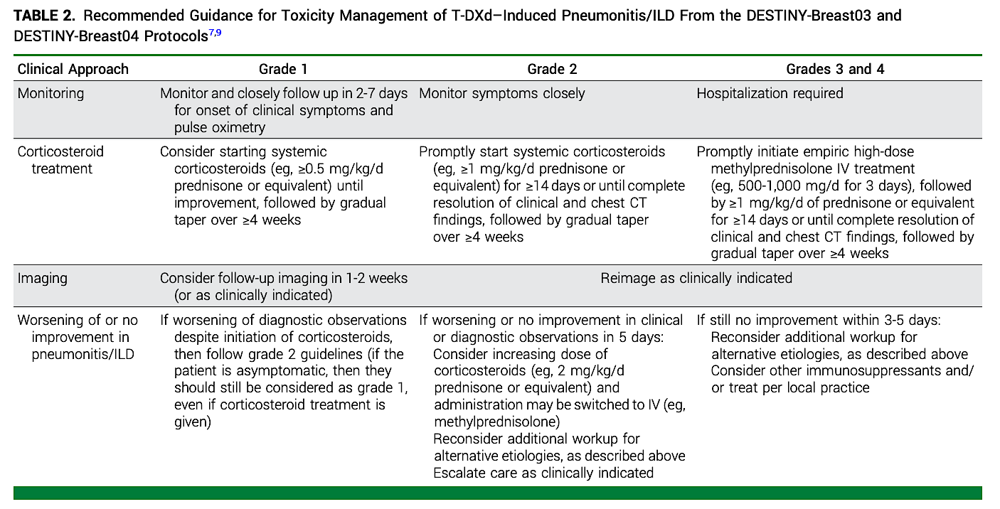 TABLE 2. Recommended Guidance for Toxicity Management of T-DXd–Induced Pneumonitis/ILD From the DESTINY-Breast03 and
DESTINY-Breast04 Protocols7,9
Clinical Approach
Grade 1
Grade 2
Grades 3 and 4
Monitoring
Monitor and closely follow up in 2-7 days
for onset of clinical symptoms and
pulse oximetry
Monitor symptoms closely
Hospitalization required
Corticosteroid
treatment
Consider starting systemic
corticosteroids (eg, ≥0.5 mg/kg/d
prednisone or equivalent) until
improvement, followed by gradual
taper over ≥4 weeks
Promptly start systemic corticosteroids
(eg, ≥1 mg/kg/d prednisone or
equivalent) for ≥14 days or until complete
resolution of clinical and chest CT
findings, followed by gradual taper
over ≥4 weeks
Promptly initiate empiric high-dose
methylprednisolone IV treatment
(eg, 500-1,000 mg/d for 3 days), followed
by ≥1 mg/kg/d of prednisone or equivalent
for ≥14 days or until complete resolution of
clinical and chest CT findings, followed by
gradual taper over ≥4 weeks
Imaging
Consider follow-up imaging in 1-2 weeks
(or as clinically indicated)
Reimage as clinically indicated
Worsening of or no
improvement in
pneumonitis/ILD
If worsening of diagnostic observations
despite initiation of corticosteroids,
then follow grade 2 guidelines (if the
patient is asymptomatic, then they
should still be considered as grade 1,
even if corticosteroid treatment is
given)
If worsening or no improvement in clinical
or diagnostic observations in 5 days:
Consider increasing dose of
corticosteroids (eg, 2 mg/kg/d
prednisone or equivalent) and
administration may be switched to IV (eg,
methylprednisolone)
Reconsider additional workup for
alternative etiologies, as described above
Escalate care as clinically indicated
If still no improvement within 3-5 days:
Reconsider additional workup for
alternative etiologies, as described above
Consider other immunosuppressants and/
or treat per local practice